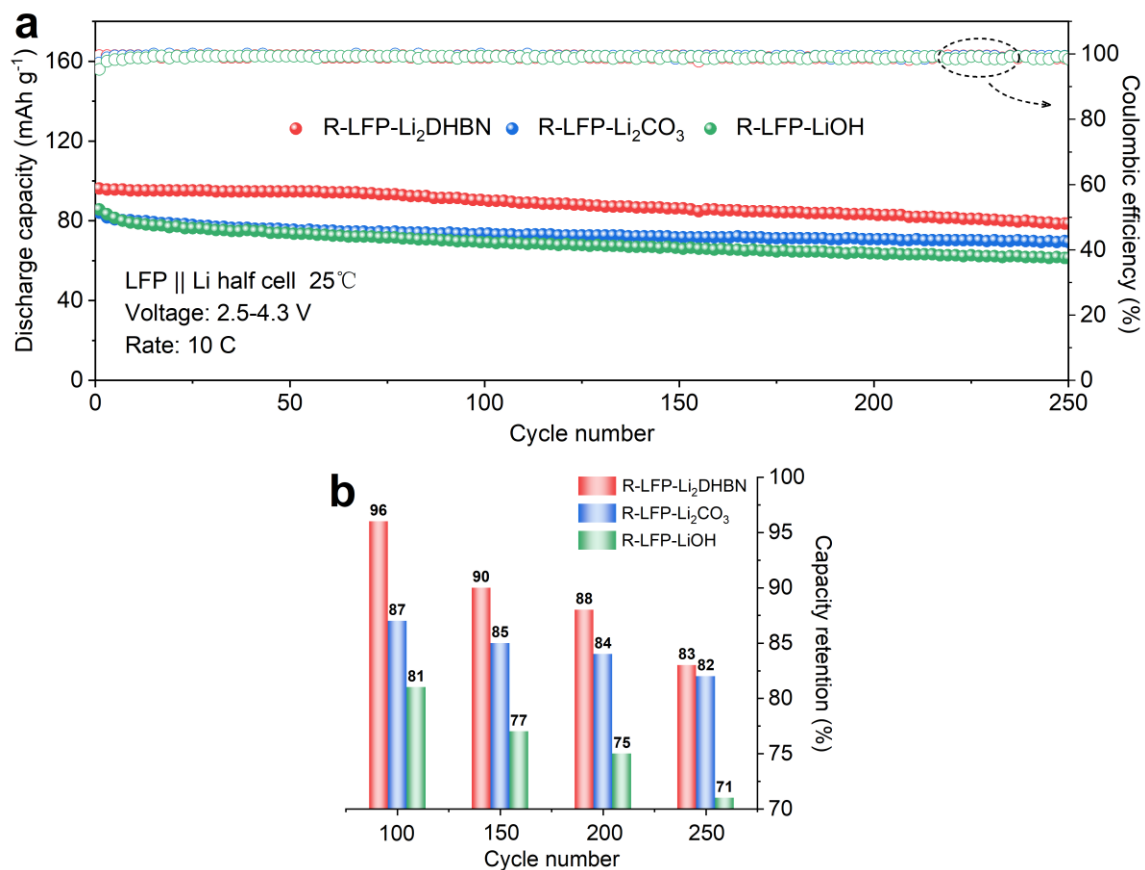 a
Discharge capacity (mAh g⁻¹)
160
120
80
40
0
R-LFP-Li₂DHBN
R-LFP-Li₂CO₃
R-LFP-LiOH
LFP || Li half cell 25℃
Voltage: 2.5-4.3 V
Rate: 10 C
100
80
60
40
20
0
Coulombic efficiency (%)
0 50 100 150 200 250
Cycle number
b
R-LFP-Li₂DHBN
R-LFP-Li₂CO₃
R-LFP-LiOH
96 87 81
90 85 77
88 84 75
83 82 71
100
95
90
85
80
75
70
Capacity retention (%)
100 150 200 250
Cycle number